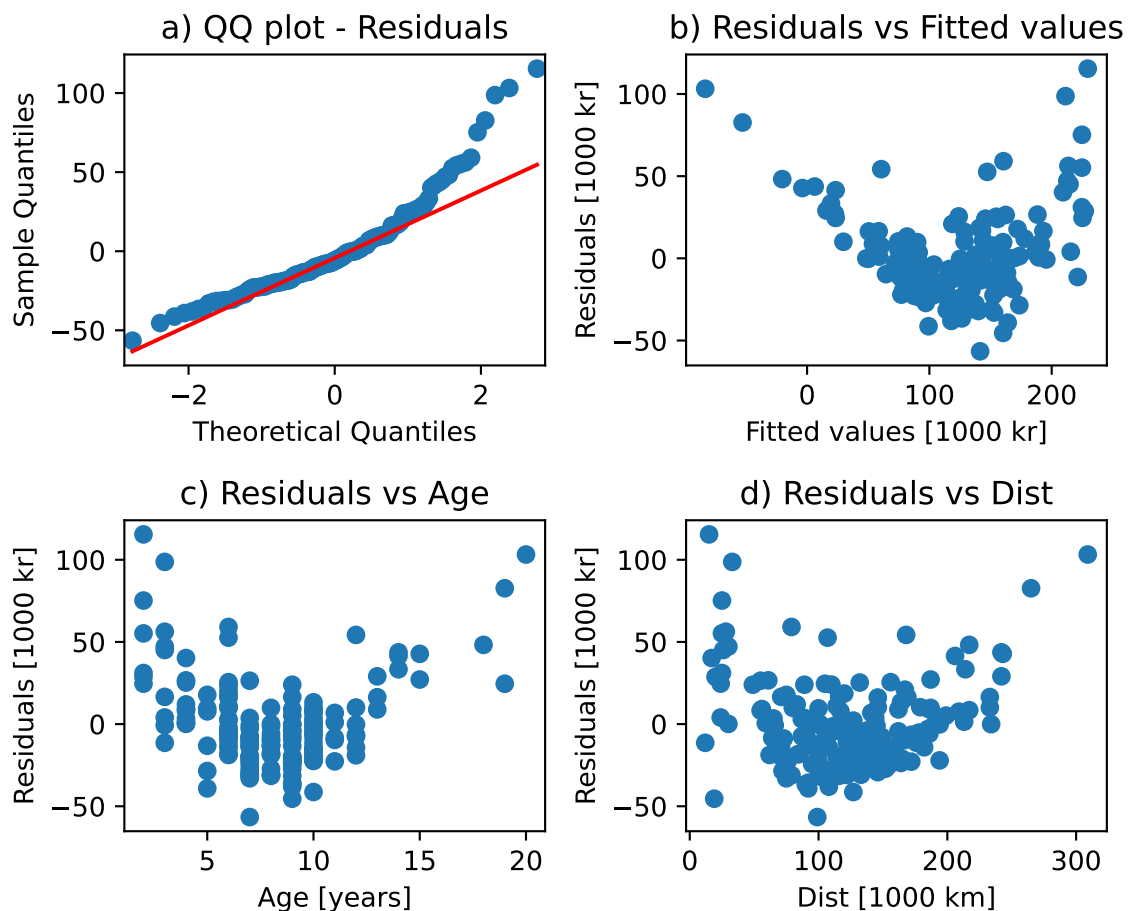 a) QQ plot - Residuals
100
50
0
−50
Sample Quantiles
−2
0
2
Theoretical Quantiles
b) Residuals vs Fitted values
100
50
0
−50
Residuals [1000 kr]
0
100
200
Fitted values [1000 kr]
c) Residuals vs Age
100
50
0
−50
Residuals [1000 kr]
5
10
15
20
Age [years]
d) Residuals vs Dist
100
50
0
−50
Residuals [1000 kr]
0
100
200
300
Dist [1000 km]